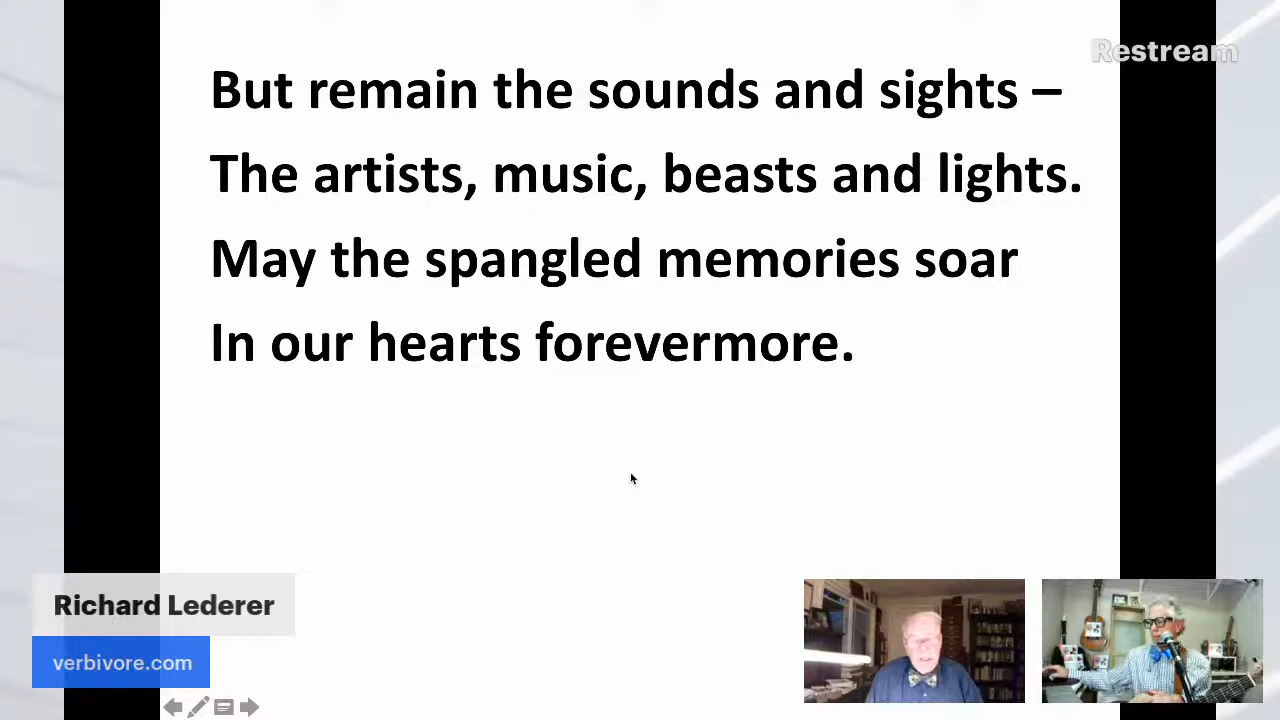 Restream
But remain the sounds and sights –
The artists, music, beasts and lights.
May the spangled memories soar
In our hearts forevermore.
Richard Lederer
verbivore.com